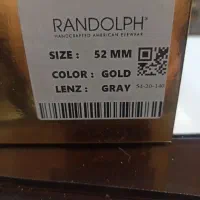 RANDOLPH®
HANDCRAFTED AMERICAN EYEWEAR
SIZE : 52 MM
COLOR : GOLD
LENZ : GRAY